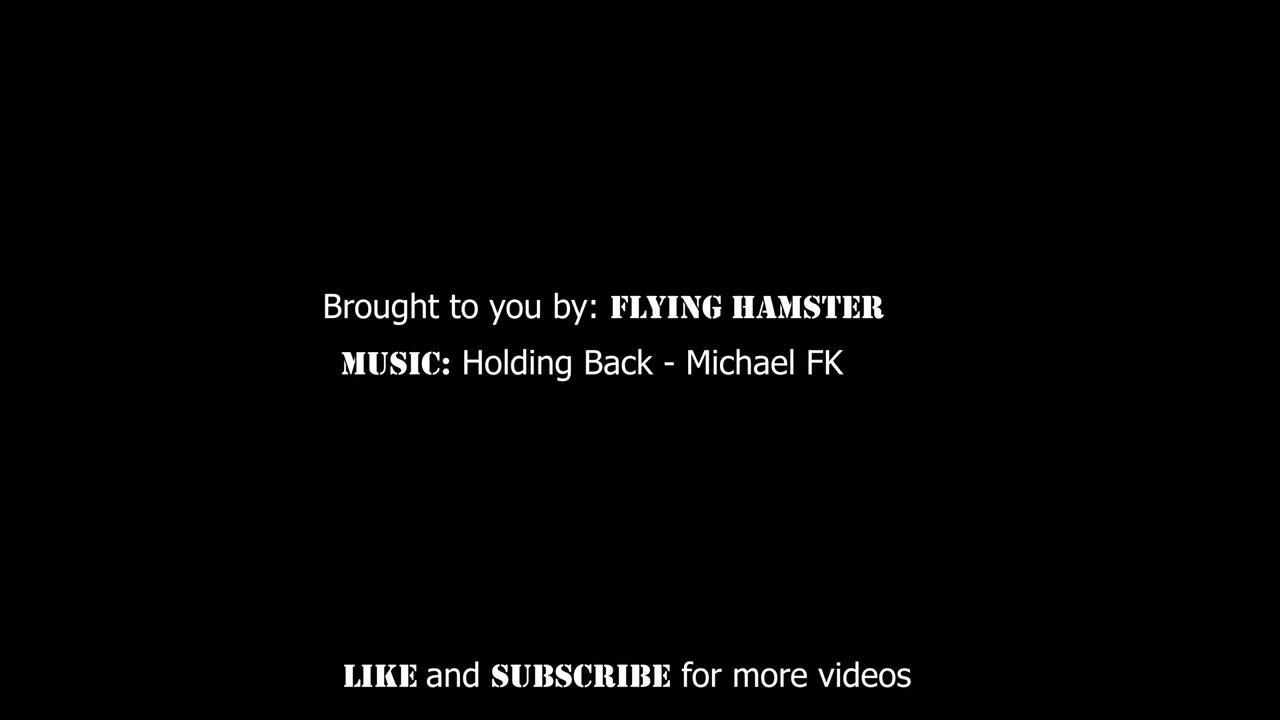 Brought to you by: FLYING HAMSTER
MUSIC: Holding Back - Michael FK
LIKE and SUBSCRIBE for more videos